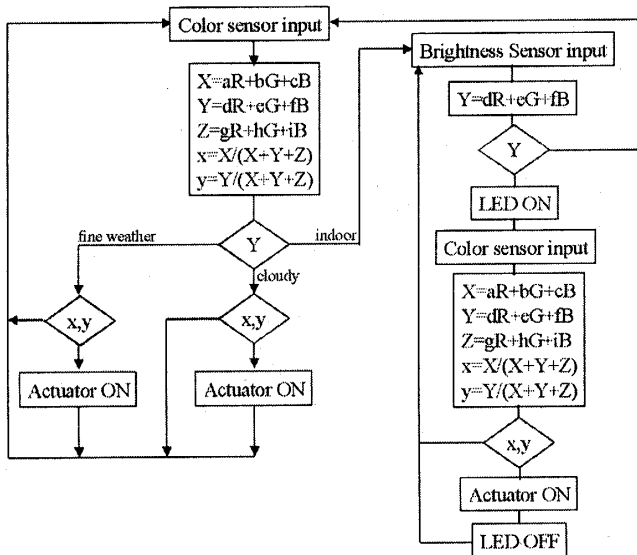 Color sensor input
X=aR+bG+cB
Y=dR+eG+fB
Z=gR+hG+iB
x=X/(X+Y+Z)
y=Y/(X+Y+Z)
fine weather
Y
indoor
cloudy
x,y
x,y
Actuator ON
Actuator ON
Brightness Sensor input
Y=dR+eG+fB
Y
LED ON
Color sensor input
X=aR+bG+cB
Y=dR+eG+fB
Z=gR+hG+iB
x=X/(X+Y+Z)
y=Y/(X+Y+Z)
x,y
Actuator ON
LED OFF